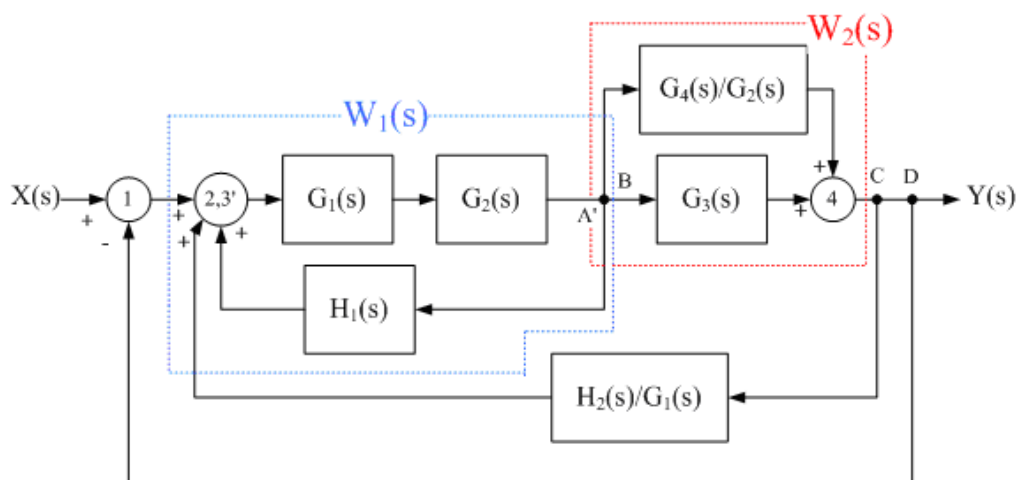 W₂(s)
G₄(s)/G₂(s)
W₁(s)
X(s)
+
-
1
+
+
2,3'
+
G₁(s)
G₂(s)
A'
B
G₃(s)
+
+
4
C
D
Y(s)
H₁(s)
H₂(s)/G₁(s)